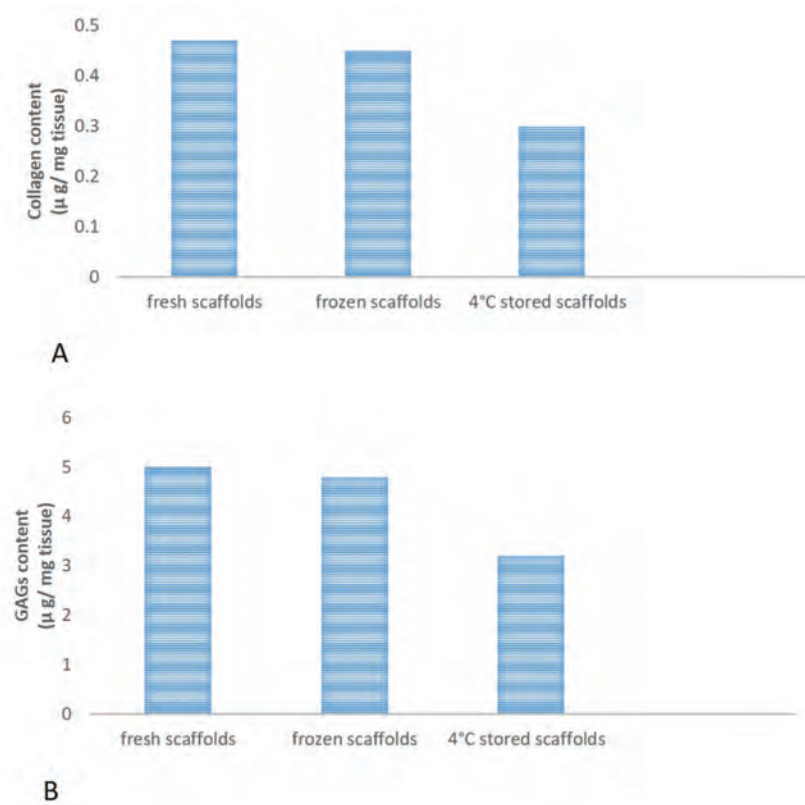 0.5
0.4
0.3
0.2
0.1
0
Collagen content
(µ g/ mg tissue)
fresh scaffolds frozen scaffolds 4°C stored scaffolds
A
6
5
4
3
2
1
0
GAGs content
(µ g/ mg tissue)
fresh scaffolds frozen scaffolds 4°C stored scaffolds
B